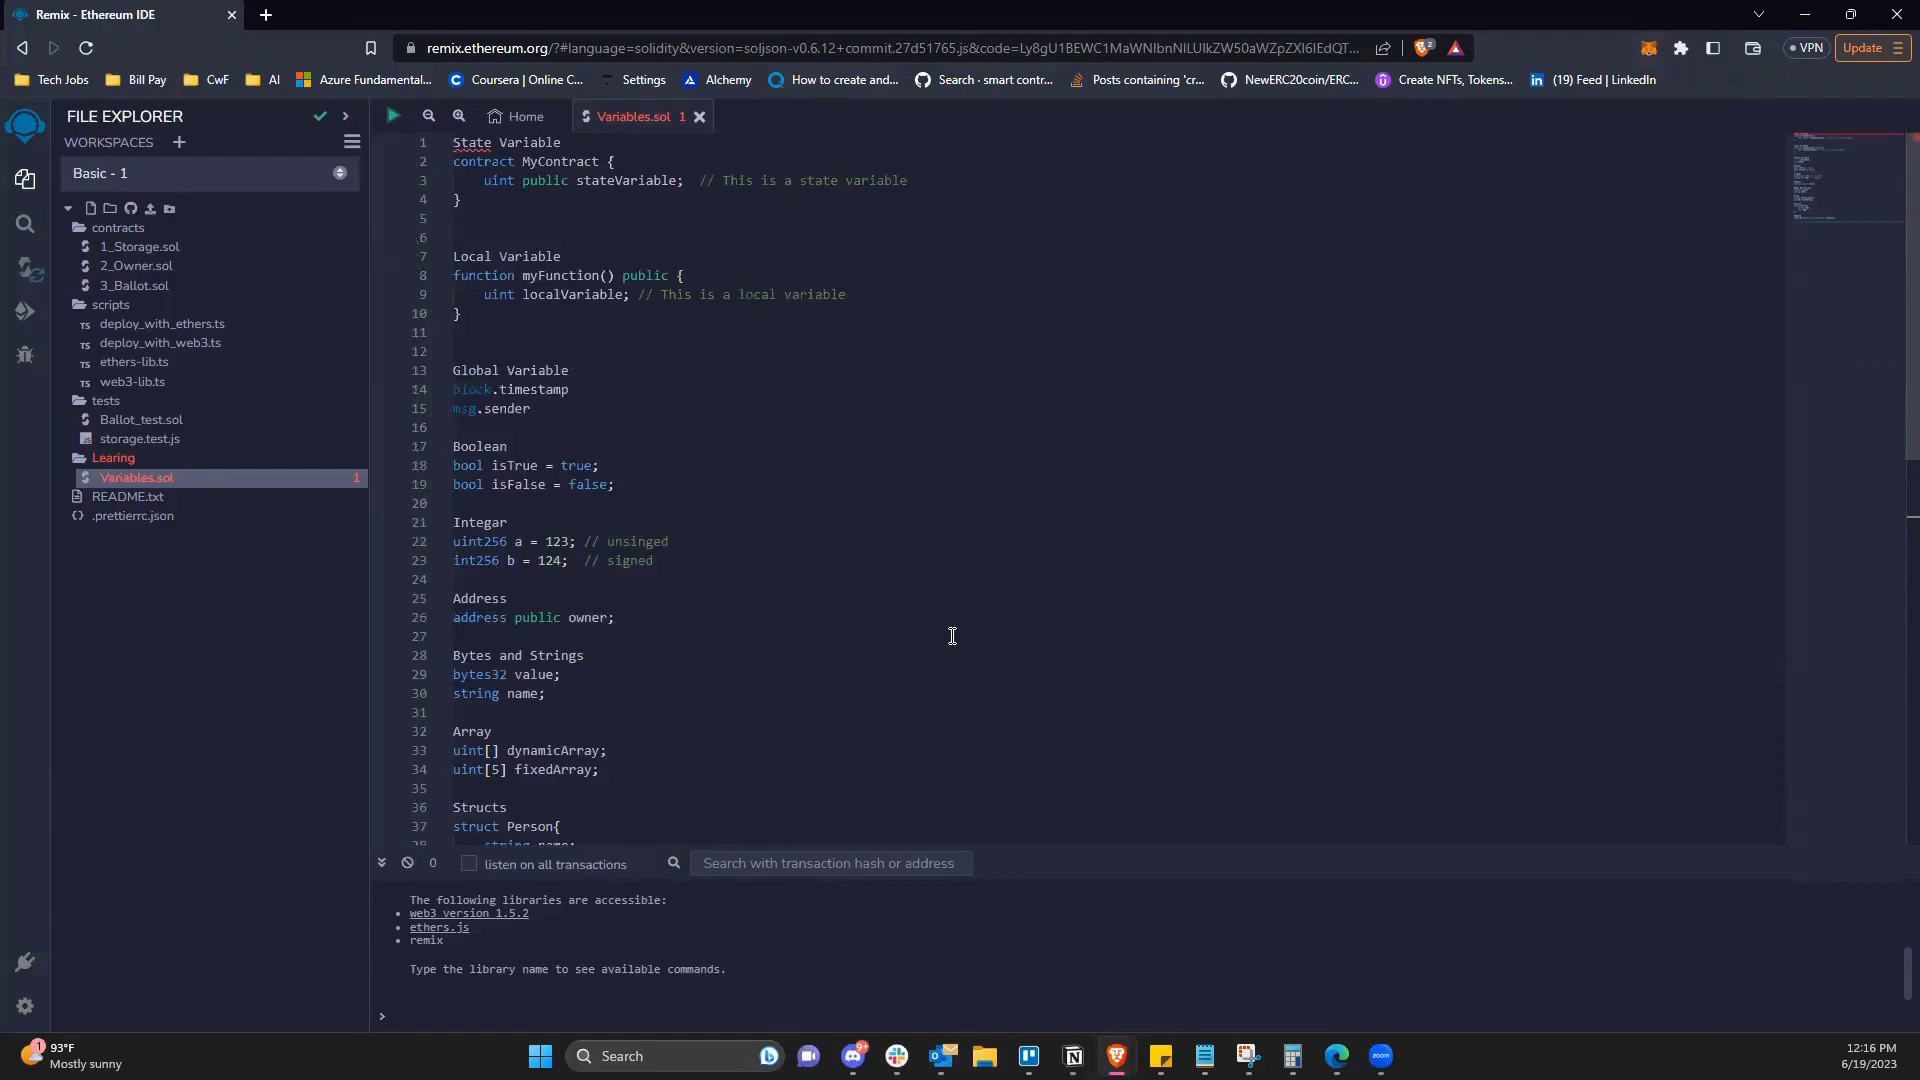 Remix - Ethereum IDE
remix.ethereum.org/?#language=solidity&version=soljson-v0.6.12+commit.27d51765.js&code=Ly8gU1BEWC1MaWNlbnNlLUlkZW50aWZpZXI6IEdQT...
2
VPN
Update
Tech Jobs
Bill Pay
CwF
AI
Azure Fundamental...
Coursera | Online C...
Settings
Alchemy
How to create and...
Search · smart contr...
Posts containing 'cr...
NewERC20coin/ERC...
Create NFTs, Tokens...
(19) Feed | LinkedIn
FILE EXPLORER
WORKSPACES
Basic - 1
contracts
1_Storage.sol
2_Owner.sol
3_Ballot.sol
scripts
TS deploy_with_ethers.ts
TS deploy_with_web3.ts
TS ethers-lib.ts
TS web3-lib.ts
tests
Ballot_test.sol
storage.test.js
Learing
Variables.sol 1
README.txt
.prettierrc.json
Home
Variables.sol 1
1 State Variable
2 contract MyContract {
3 uint public stateVariable; // This is a state variable
4 }
5
6
7 Local Variable
8 function myFunction() public {
9 uint localVariable; // This is a local variable
10 }
11
12
13 Global Variable
14 block.timestamp
15 msg.sender
16
17 Boolean
18 bool isTrue = true;
19 bool isFalse = false;
20
21 Integar
22 uint256 a = 123; // unsinged
23 int256 b = 124; // signed
24
25 Address
26 address public owner;
27
28 Bytes and Strings
29 bytes32 value;
30 string name;
31
32 Array
33 uint[] dynamicArray;
34 uint[5] fixedArray;
35
36 Structs
37 struct Person{
38 string name;
0
listen on all transactions
Search with transaction hash or address
The following libraries are accessible:
• web3 version 1.5.2
• ethers.js
• remix
Type the library name to see available commands.
>
1
93°F
Mostly sunny
Search
9+
zoom
12:16 PM
6/19/2023